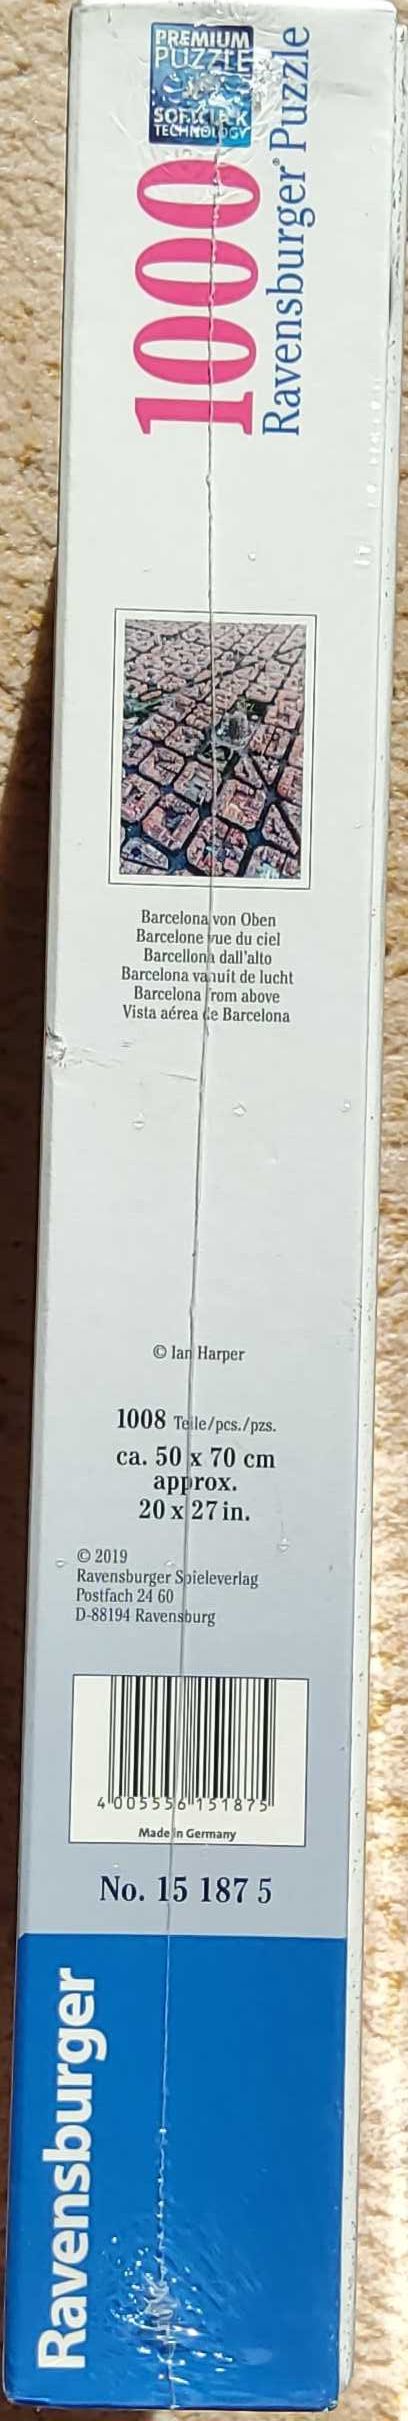 PREMIUM
PUZZLE
SOFTCLICK
TECHNOLOGY
1000
Ravensburger® Puzzle
Barcelona von Oben
Barcelone vue du ciel
Barcellona dall'alto
Barcelona vanuit de lucht
Barcelona from above
Vista aérea de Barcelona
© Ian Harper
1008 Teile/pcs./pzs.
ca. 50 x 70 cm
approx.
20 x 27 in.
© 2019
Ravensburger Spieleverlag
Postfach 24 60
D-88194 Ravensburg
4 005556 151875
Made in Germany
No. 15 187 5
Ravensburger